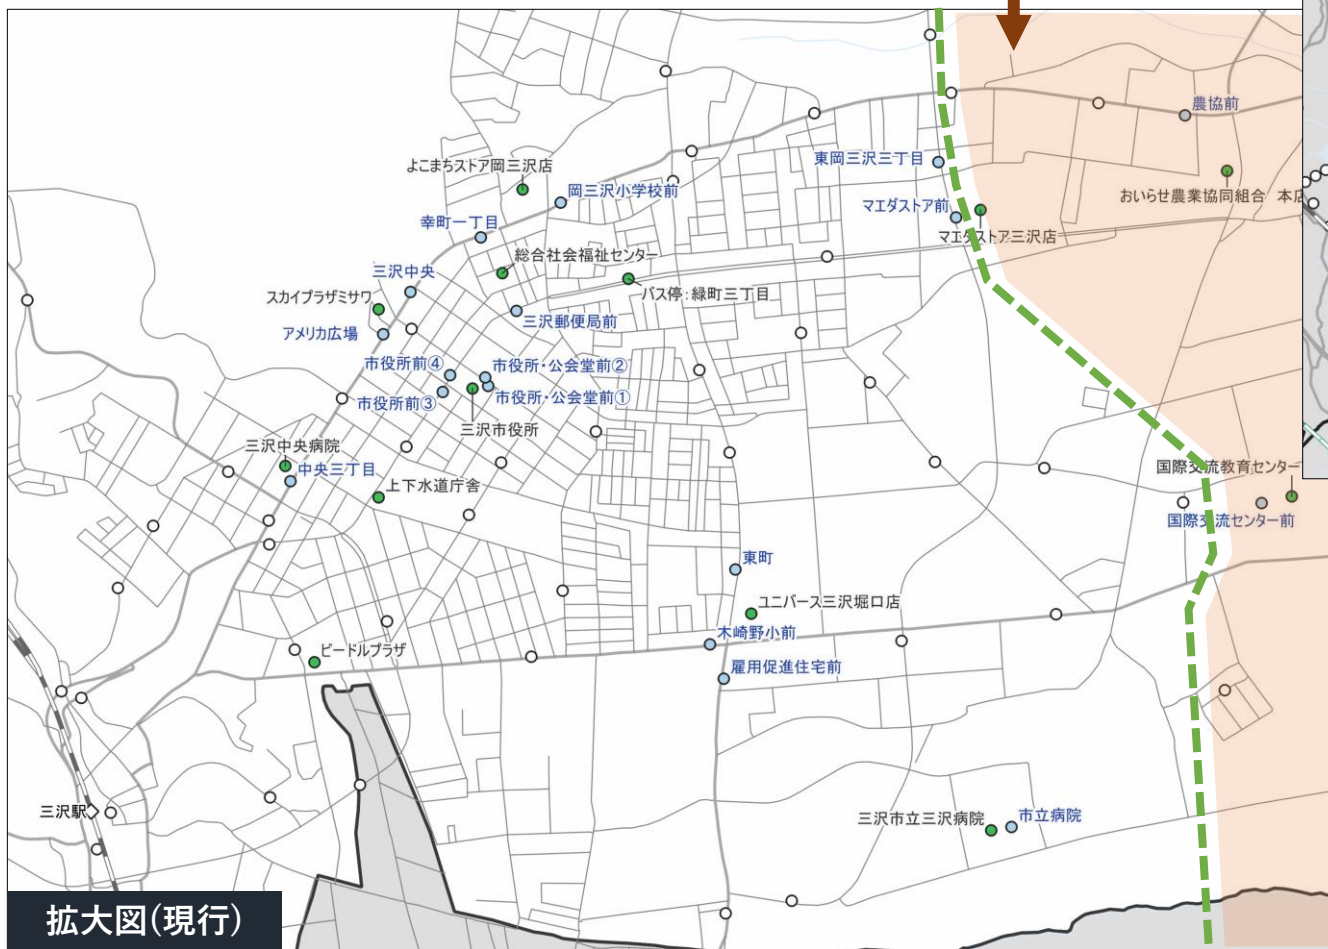 農協前
東岡三沢三丁目
よこまちストア岡三沢店
岡三沢小学校前
おいらせ農業協同組合 本店
マエダストア前
幸町一丁目
マエダストア三沢店
総合社会福祉センター
三沢中央
スカイプラザミサワ
バス停:緑町三丁目
三沢郵便局前
アメリカ広場
市役所前④
市役所・公会堂前②
市役所・公会堂前①
市役所前③
三沢市役所
三沢中央病院
中央三丁目
国際交流教育センター
上下水道庁舎
国際交流センター前
東町
ユニバース三沢堀口店
木崎野小前
ビードルプラザ
雇用促進住宅前
三沢駅
三沢市立三沢病院
市立病院
拡大図(現行)